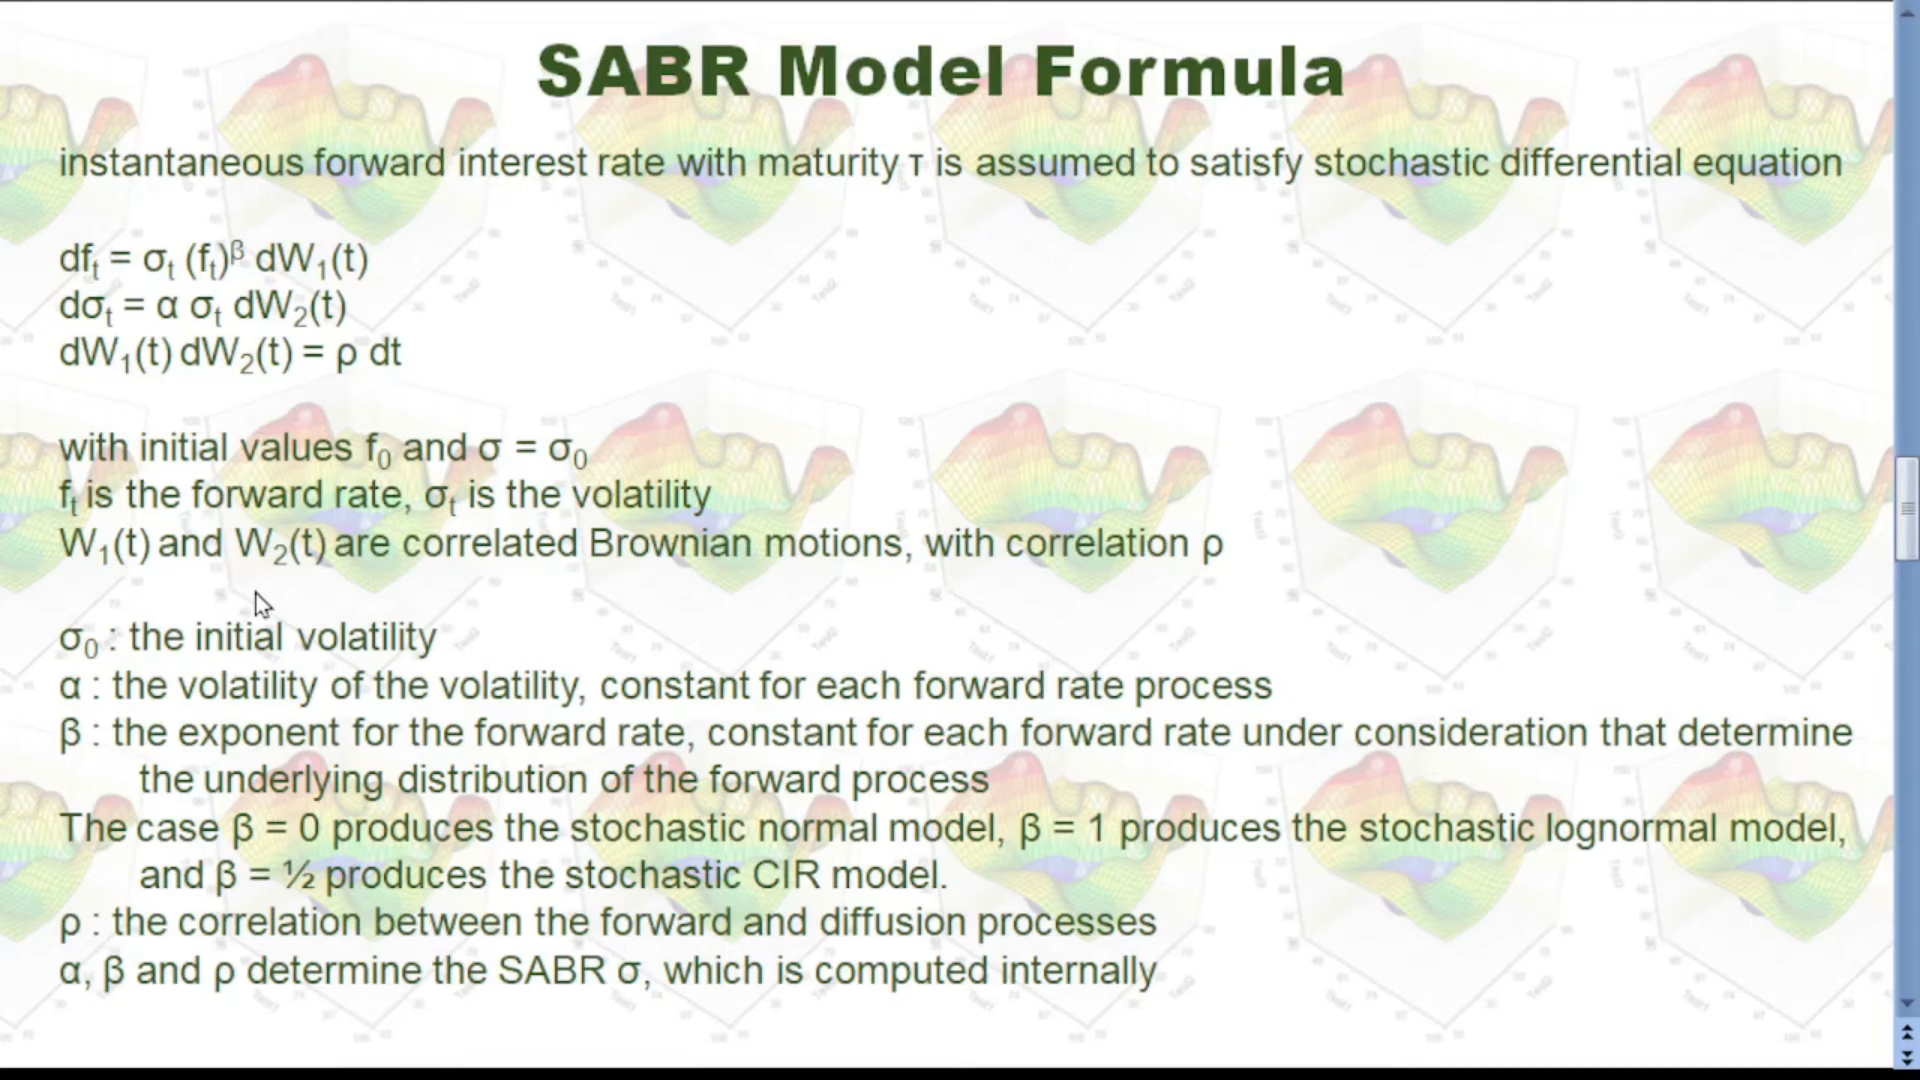 SABR Model Formula
instantaneous forward interest rate with maturity τ is assumed to satisfy stochastic differential equation
dfₜ = σₜ (fₜ)ᵝ dW₁(t)
dσₜ = α σₜ dW₂(t)
dW₁(t) dW₂(t) = ρ dt
with initial values f₀ and σ = σ₀
fₜ is the forward rate, σₜ is the volatility
W₁(t) and W₂(t) are correlated Brownian motions, with correlation ρ
σ₀ : the initial volatility
α : the volatility of the volatility, constant for each forward rate process
β : the exponent for the forward rate, constant for each forward rate under consideration that determine
the underlying distribution of the forward process
The case β = 0 produces the stochastic normal model, β = 1 produces the stochastic lognormal model,
and β = ½ produces the stochastic CIR model.
ρ : the correlation between the forward and diffusion processes
α, β and ρ determine the SABR σ, which is computed internally